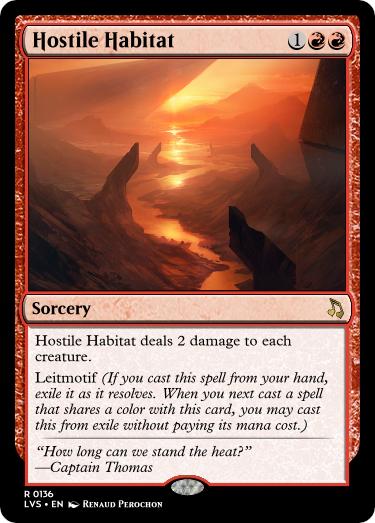 Hostile Habitat 1
Sorcery
Hostile Habitat deals 2 damage to each
creature.
Leitmotif (If you cast this spell from your hand,
exile it as it resolves. When you next cast a spell
that shares a color with this card, you may cast
this from exile without paying its mana cost.)
“How long can we stand the heat?”
—Captain Thomas
R 0136
LVS • EN Renaud Perochon